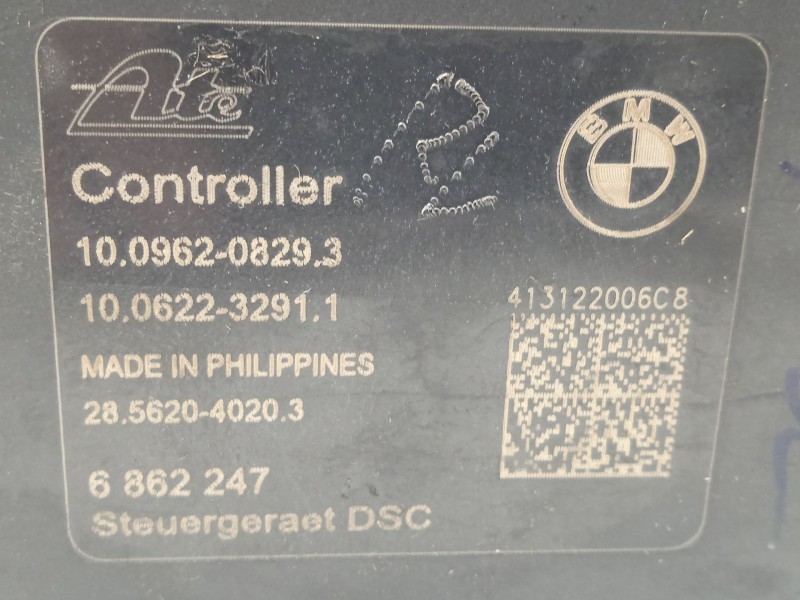 Ate
BMW
Controller
10.0962-0829.3
10.0622-3291.1
413122006C8
MADE IN PHILIPPINES
28.5620-4020.3
6 862 247
Steuergeraet DSC